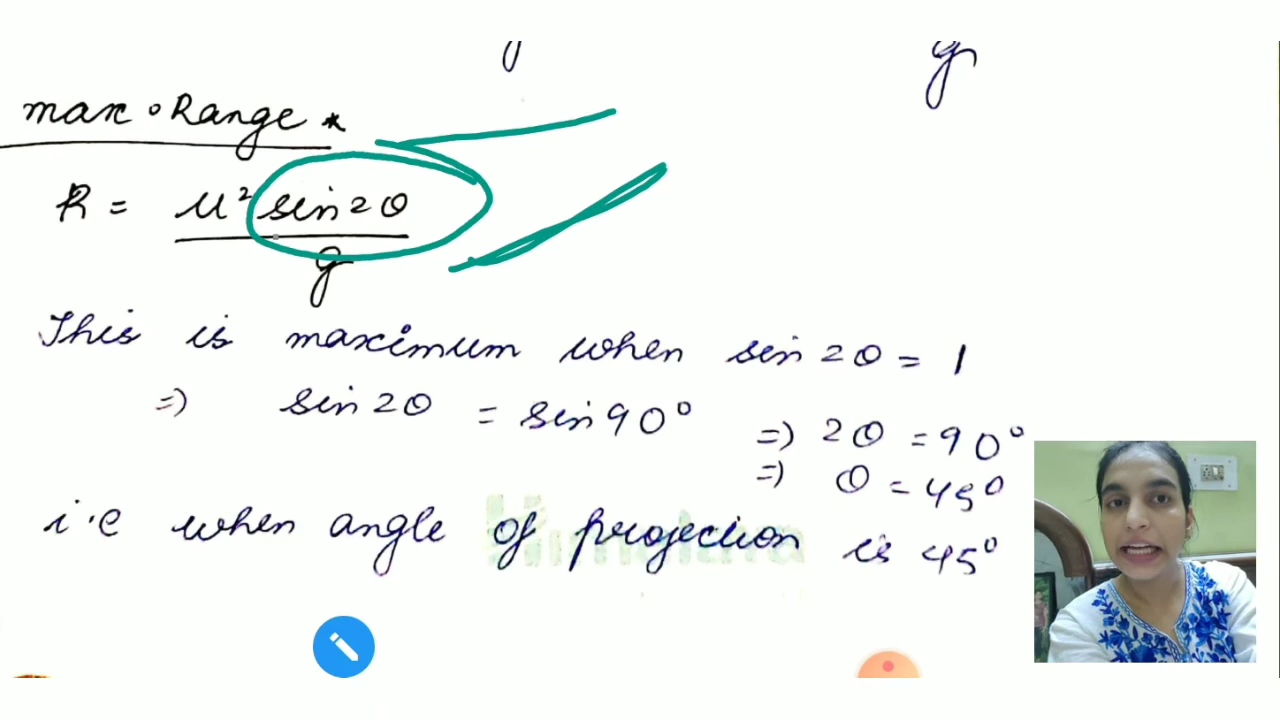 g
max. Range *
R = u² sin 2θ
g
This is maximum when sin 2θ = 1
=) sin 2θ = sin 90°
=) 2θ = 90°
=) θ = 45°
i.e when angle of projection is 45°